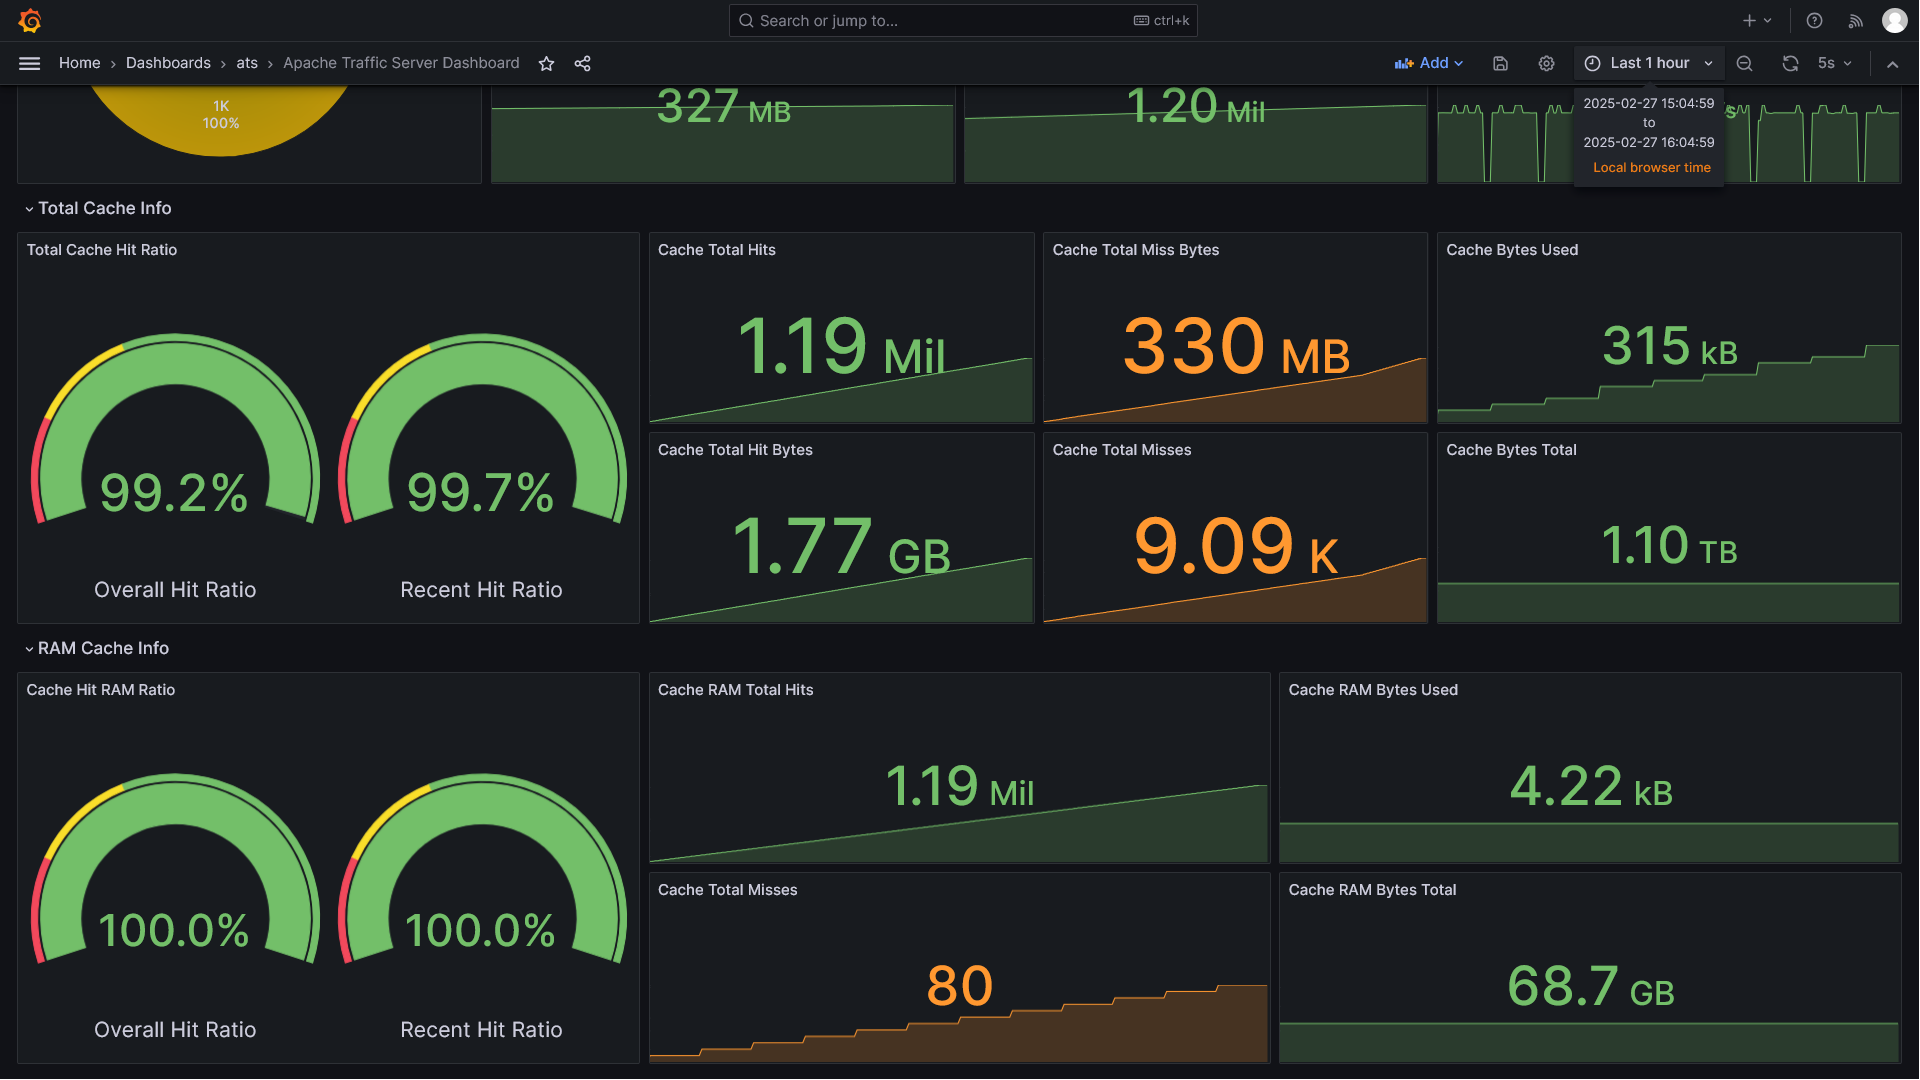 Search or jump to...
ctrl+k
Home › Dashboards › ats › Apache Traffic Server Dashboard
Add
Last 1 hour
5s
1K
100%
327 MB
1.20 Mil
s
2025-02-27 15:04:59
to
2025-02-27 16:04:59
Local browser time
Total Cache Info
Total Cache Hit Ratio
99.2%
Overall Hit Ratio
99.7%
Recent Hit Ratio
Cache Total Hits
1.19 Mil
Cache Total Miss Bytes
330 MB
Cache Bytes Used
315 kB
Cache Total Hit Bytes
1.77 GB
Cache Total Misses
9.09 K
Cache Bytes Total
1.10 TB
RAM Cache Info
Cache Hit RAM Ratio
100.0%
Overall Hit Ratio
100.0%
Recent Hit Ratio
Cache RAM Total Hits
1.19 Mil
Cache RAM Bytes Used
4.22 kB
Cache Total Misses
80
Cache RAM Bytes Total
68.7 GB